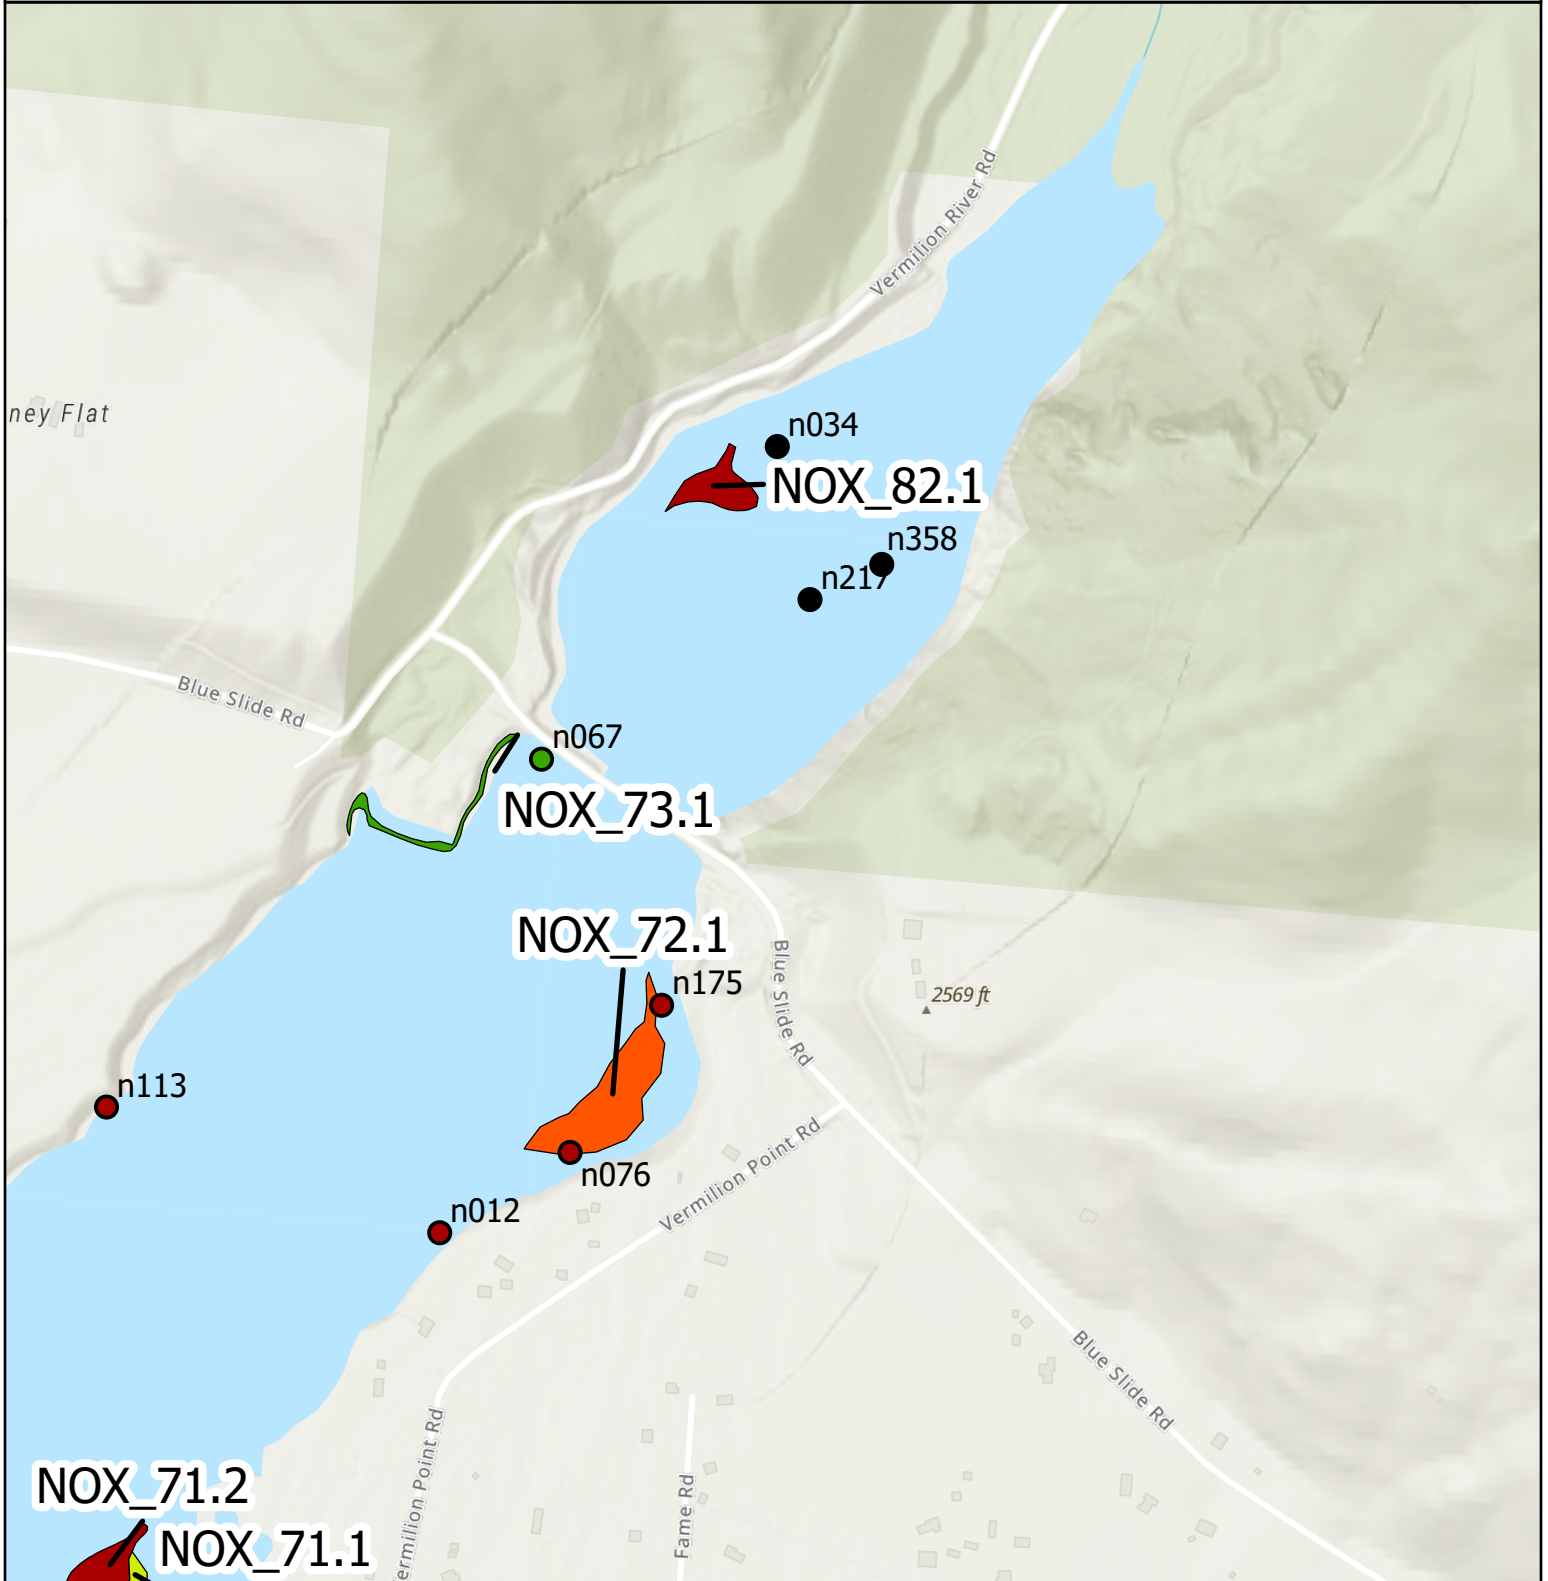 Vermilion River Rd
ney Flat
n034
NOX_82.1
n358
n217
Blue Slide Rd
n067
NOX_73.1
NOX_72.1
n175
Blue Slide Rd
2569 ft
n113
Vermilion Point Rd
n076
n012
Blue Slide Rd
ermilion Point Rd
Fame Rd
NOX_71.2
NOX_71.1